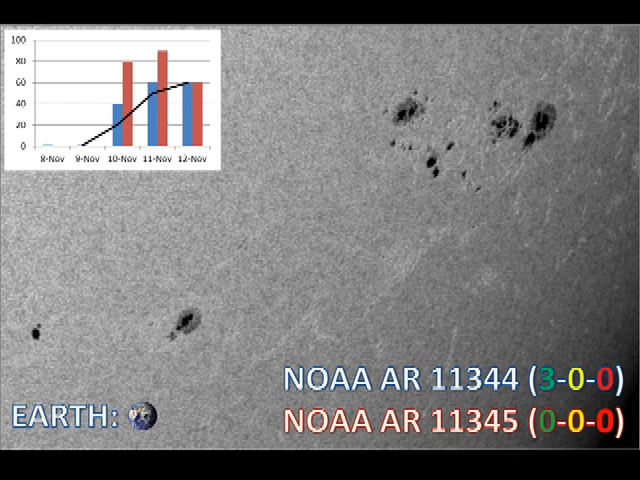 100
80
60
40
20
0
8-Nov 9-Nov 10-Nov 11-Nov 12-Nov
NOAA AR 11344 (3-0-0)
EARTH:
NOAA AR 11345 (0-0-0)